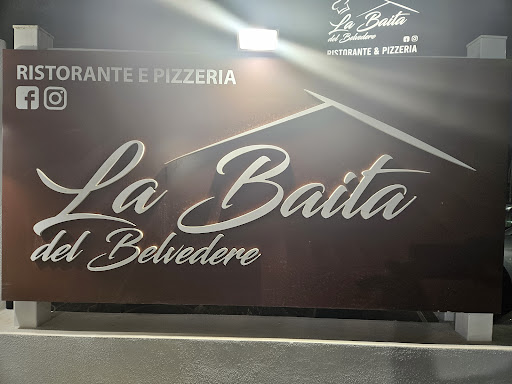 La Baita
del Belvedere
RISTORANTE & PIZZERIA
RISTORANTE E PIZZERIA
La Baita
del Belvedere